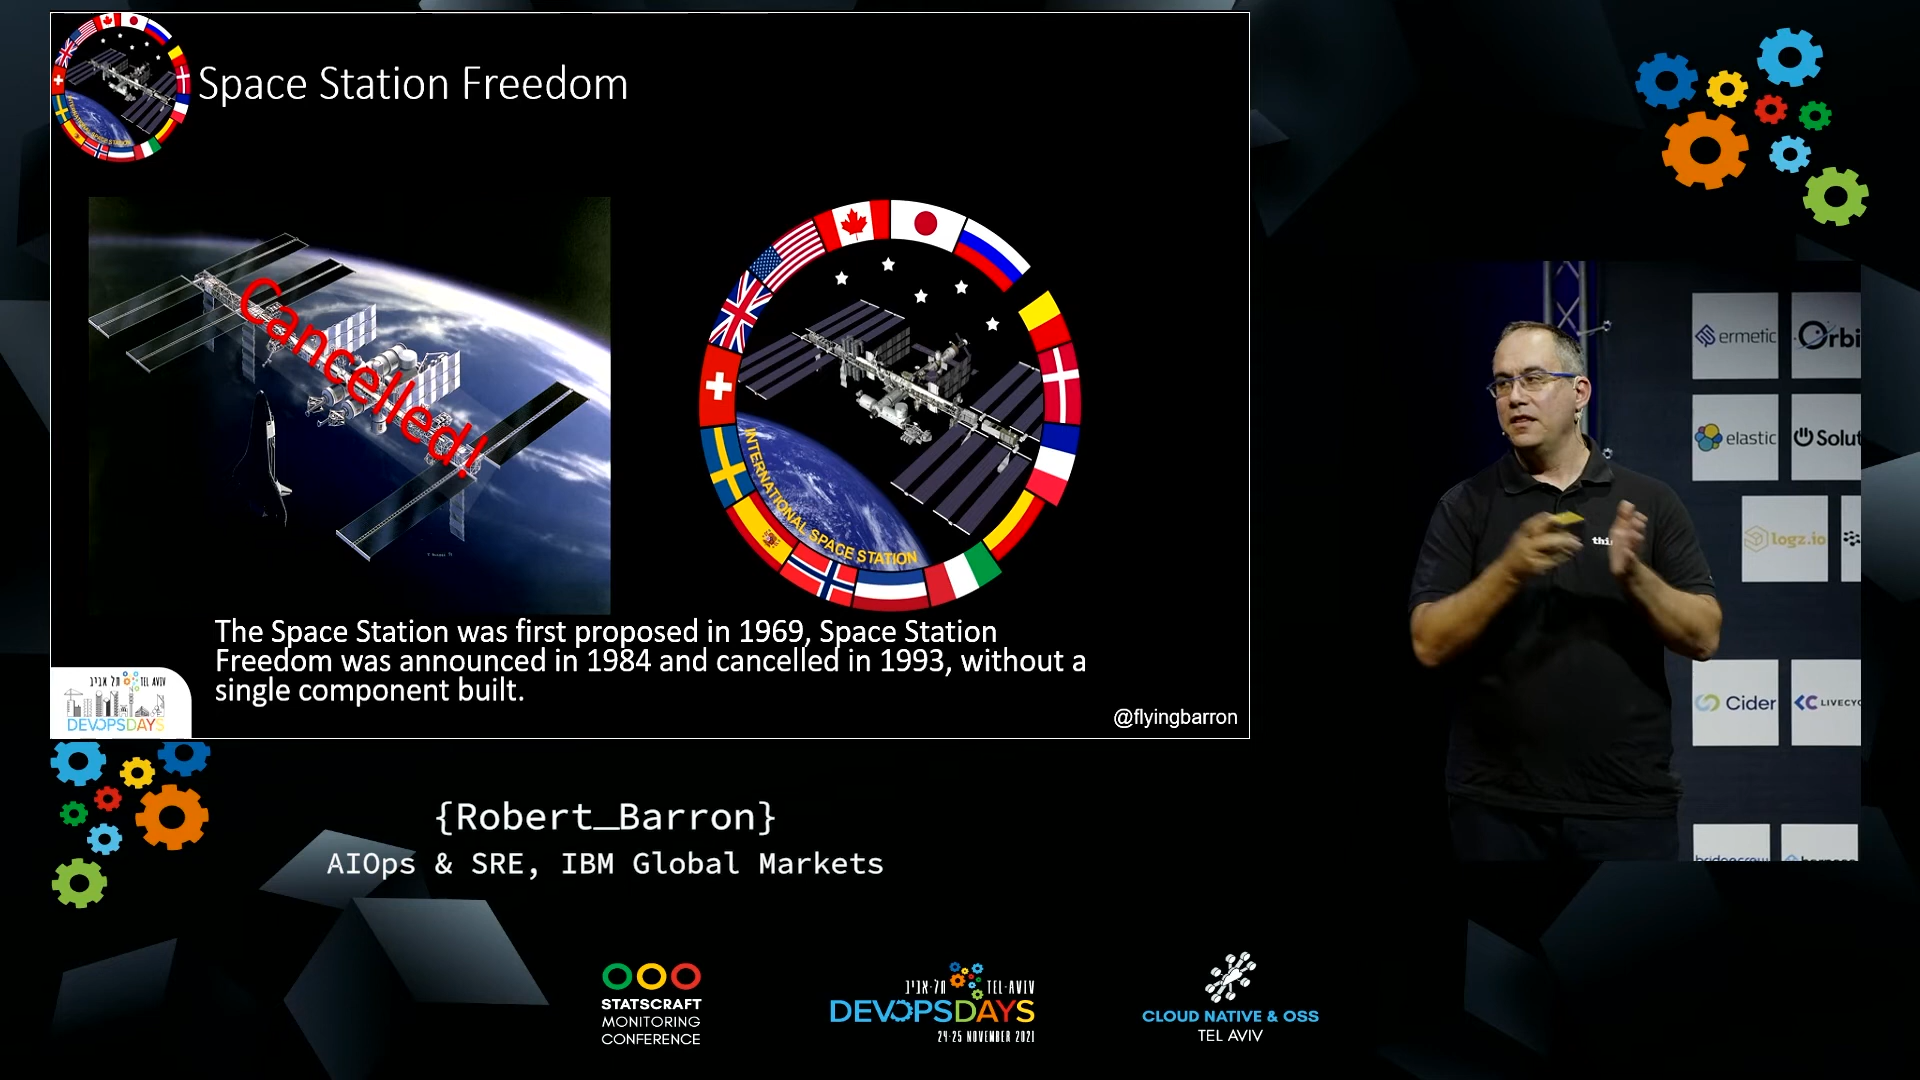 Space Station Freedom
Cancelled!
INTERNATIONAL SPACE STATION
The Space Station was first proposed in 1969, Space Station
Freedom was announced in 1984 and cancelled in 1993, without a
single component built.
@flyingbarron
תל אביב TEL AVIV
DEVOPSDAYS
ermetic
Orbi
elastic
Solut
logz.io
Cider
LIVECYC
thi
{Robert_Barron}
AIOps & SRE, IBM Global Markets
STATSCRAFT
MONITORING
CONFERENCE
תל-אביב TEL-AVIV
DEVOPSDAYS
24-25 NOVEMBER 2021
CLOUD NATIVE & OSS
TEL AVIV